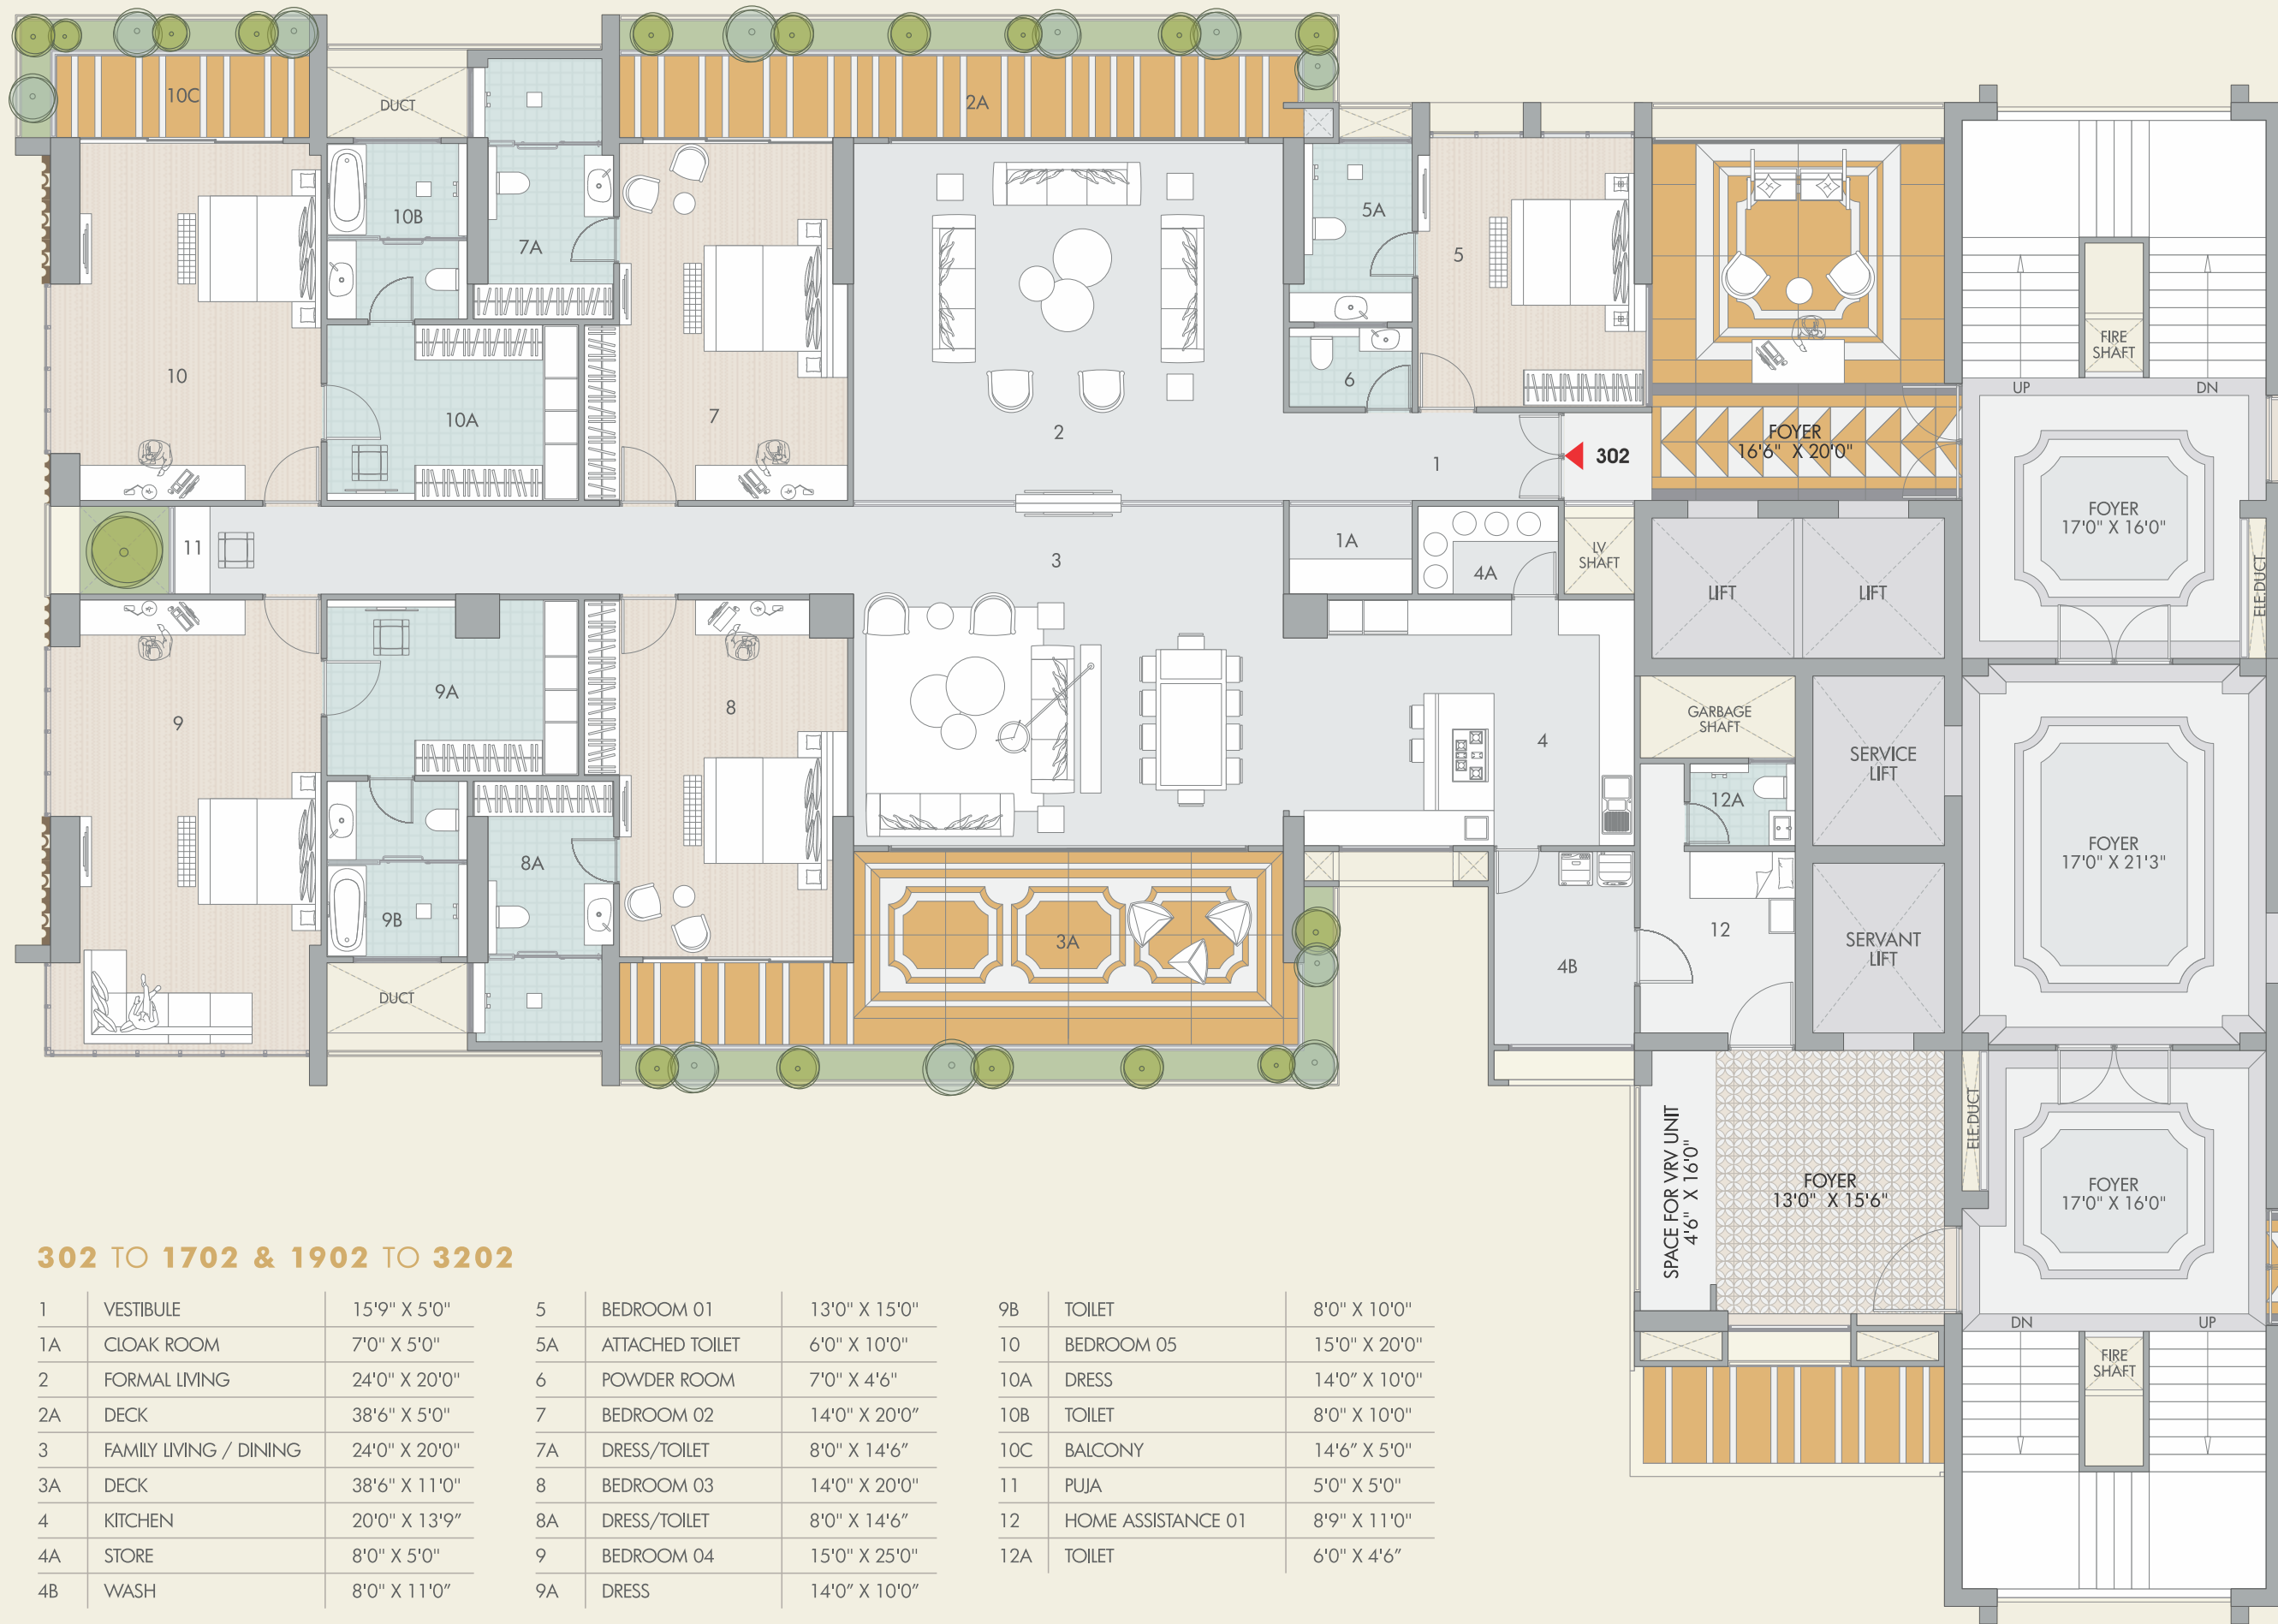 10C
DUCT
2A
10B
7A
5A
5
10
10A
7
2
6
1
302
FOYER
16'6" X 20'0"
FIRE
SHAFT
UP
DN
FOYER
17'0" X 16'0"
ELE.DUCT
11
3
1A
4A
LV
SHAFT
LIFT
LIFT
9
9A
8
4
GARBAGE
SHAFT
SERVICE
LIFT
12A
8A
9B
3A
4B
12
SERVANT
LIFT
FOYER
17'0" X 21'3"
DUCT
SPACE FOR VRV UNIT
4'6" X 16'0"
FOYER
13'0" X 15'6"
ELE.DUCT
FOYER
17'0" X 16'0"
DN
UP
FIRE
SHAFT
302 TO 1702 & 1902 TO 3202
1 VESTIBULE 15'9" X 5'0"
1A CLOAK ROOM 7'0" X 5'0"
2 FORMAL LIVING 24'0" X 20'0"
2A DECK 38'6" X 5'0"
3 FAMILY LIVING / DINING 24'0" X 20'0"
3A DECK 38'6" X 11'0"
4 KITCHEN 20'0" X 13'9”
4A STORE 8'0" X 5'0"
4B WASH 8'0" X 11'0”
5 BEDROOM 01 13'0" X 15'0"
5A ATTACHED TOILET 6'0" X 10'0"
6 POWDER ROOM 7'0" X 4'6"
7 BEDROOM 02 14'0" X 20'0”
7A DRESS/TOILET 8'0" X 14'6”
8 BEDROOM 03 14'0" X 20'0"
8A DRESS/TOILET 8'0" X 14'6”
9 BEDROOM 04 15'0" X 25'0"
9A DRESS 14'0” X 10'0”
9B TOILET 8'0" X 10'0"
10 BEDROOM 05 15'0" X 20'0"
10A DRESS 14'0” X 10'0"
10B TOILET 8'0" X 10'0"
10C BALCONY 14'6” X 5'0"
11 PUJA 5'0" X 5'0"
12 HOME ASSISTANCE 01 8'9" X 11'0"
12A TOILET 6'0" X 4'6”